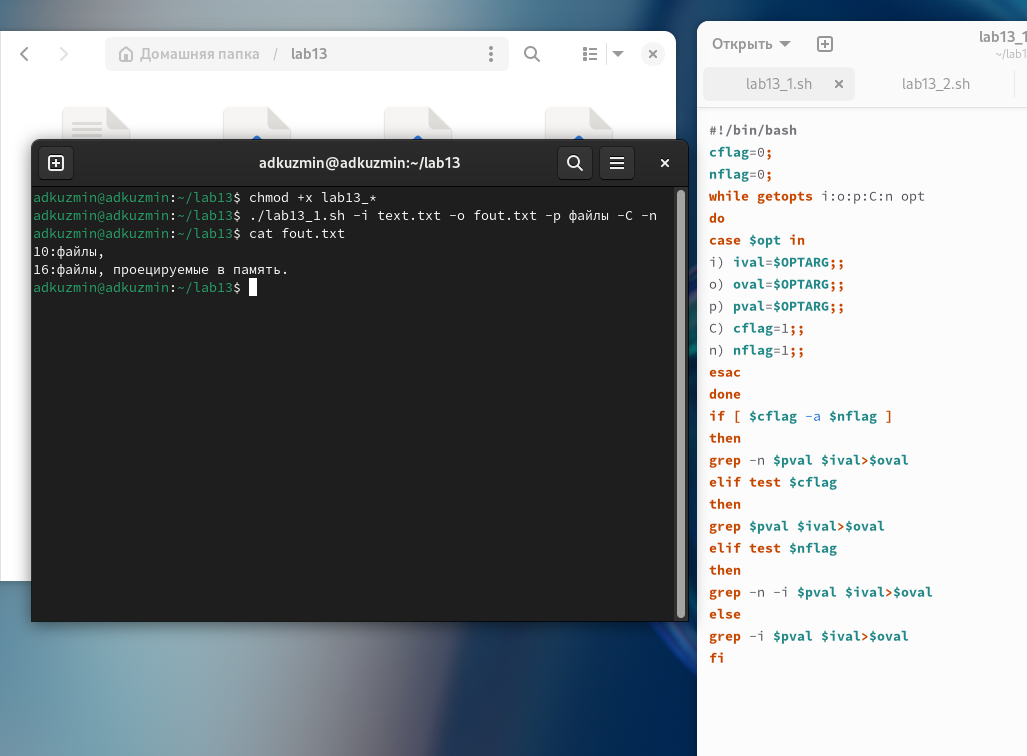 Домашняя папка / lab13
adkuzmin@adkuzmin:~/lab13
adkuzmin@adkuzmin:~/lab13$ chmod +x lab13_*
adkuzmin@adkuzmin:~/lab13$ ./lab13_1.sh -i text.txt -o fout.txt -p файлы -C -n
adkuzmin@adkuzmin:~/lab13$ cat fout.txt
10:файлы,
16:файлы, проецируемые в память.
adkuzmin@adkuzmin:~/lab13$
Открыть
lab13_1
~/lab1
lab13_1.sh
lab13_2.sh
#!/bin/bash
cflag=0;
nflag=0;
while getopts i:o:p:C:n opt
do
case $opt in
i) ival=$OPTARG;;
o) oval=$OPTARG;;
p) pval=$OPTARG;;
C) cflag=1;;
n) nflag=1;;
esac
done
if [ $cflag -a $nflag ]
then
grep -n $pval $ival>$oval
elif test $cflag
then
grep $pval $ival>$oval
elif test $nflag
then
grep -n -i $pval $ival>$oval
else
grep -i $pval $ival>$oval
fi